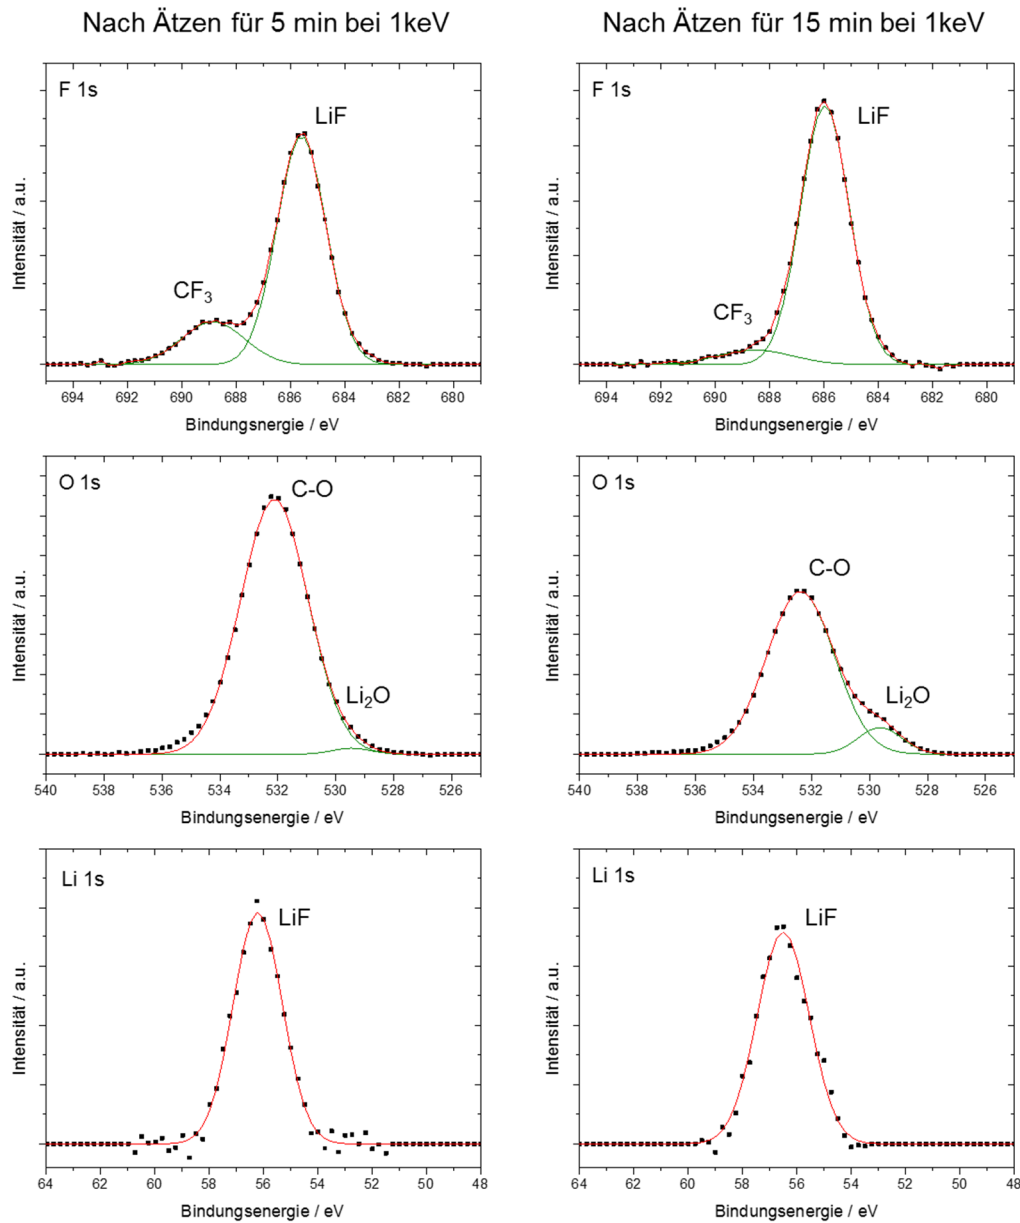 Nach Ätzen für 5 min bei 1keV
Nach Ätzen für 15 min bei 1keV
F 1s
LiF
CF3
Intensität / a.u.
694 692 690 688 686 684 682 680
Bindungsnergie / eV
F 1s
LiF
CF3
Intensität / a.u.
694 692 690 688 686 684 682 680
Bindungsenergie / eV
O 1s
C-O
Li2O
Intensität / a.u.
540 538 536 534 532 530 528 526
Bindungsenergie / eV
O 1s
C-O
Li2O
Intensität / a.u.
540 538 536 534 532 530 528 526
Bindungsenergie / eV
Li 1s
LiF
Intensität / a.u.
64 62 60 58 56 54 52 50 48
Bindungsenergie / eV
Li 1s
LiF
Intensität / a.u.
64 62 60 58 56 54 52 50 48
Bindungsenergie / eV